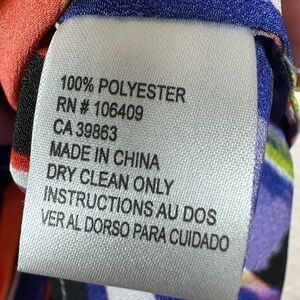 100% POLYESTER
RN # 106409
CA 39863
MADE IN CHINA
DRY CLEAN ONLY
INSTRUCTIONS AU DOS
VER AL DORSO PARA CUIDADO